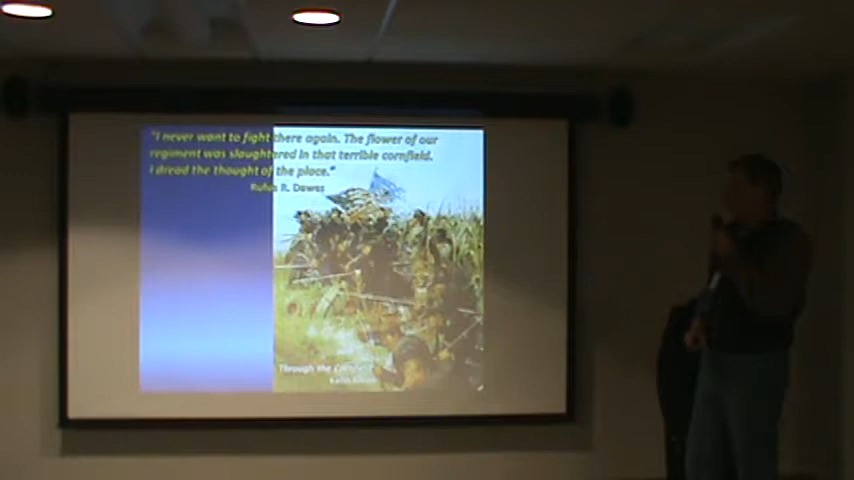 "I never want to fight there again. The flower of our
regiment was slaughtered in that terrible cornfield.
I dread the thought of the place."
Rufus R. Dawes
Through the Cornfield